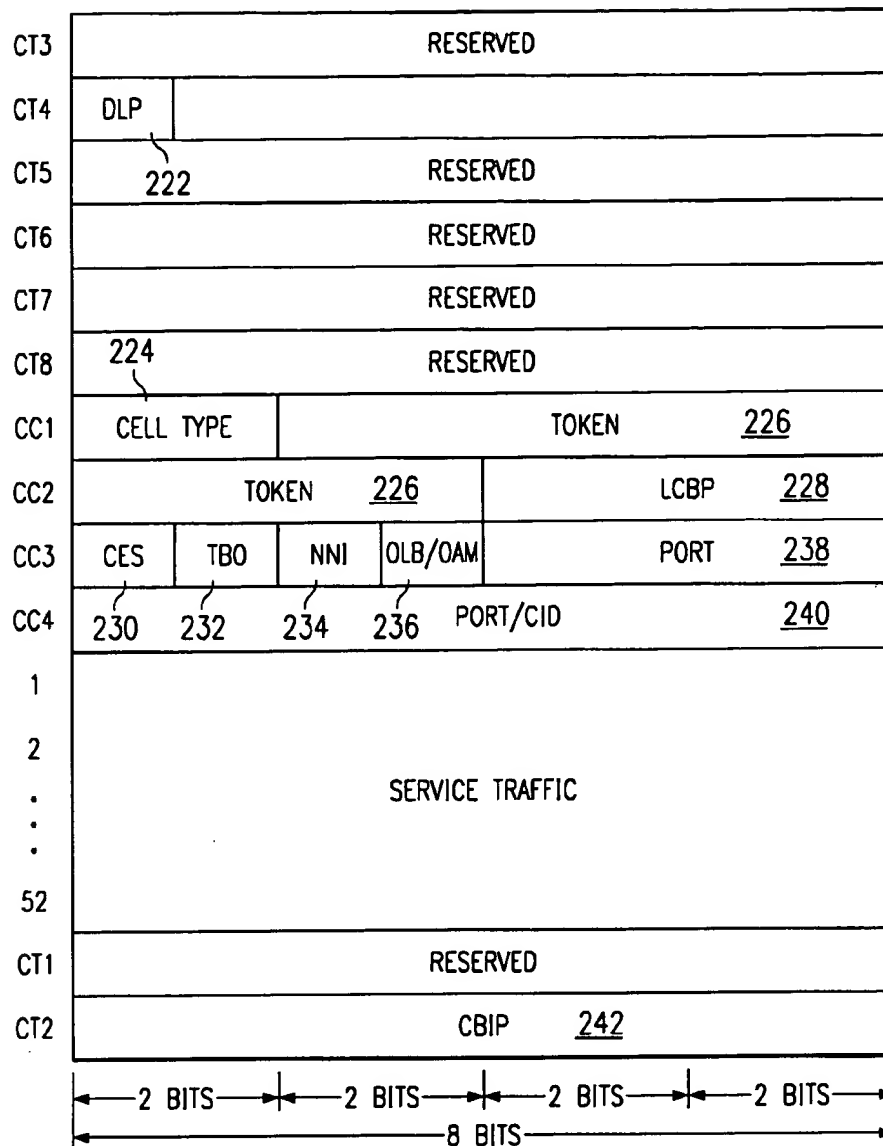 CT3 RESERVED
CT4 DLP
222
CT5 RESERVED
CT6 RESERVED
CT7 RESERVED
CT8 RESERVED
224
CC1 CELL TYPE TOKEN 226
CC2 TOKEN 226 LCBP 228
CC3 CES TBO NNI OLB/OAM PORT 238
230 232 234 236
CC4 PORT/CID 240
1
2
.
.
.
SERVICE TRAFFIC
52
CT1 RESERVED
CT2 CBIP 242
2 BITS 2 BITS 2 BITS 2 BITS
8 BITS